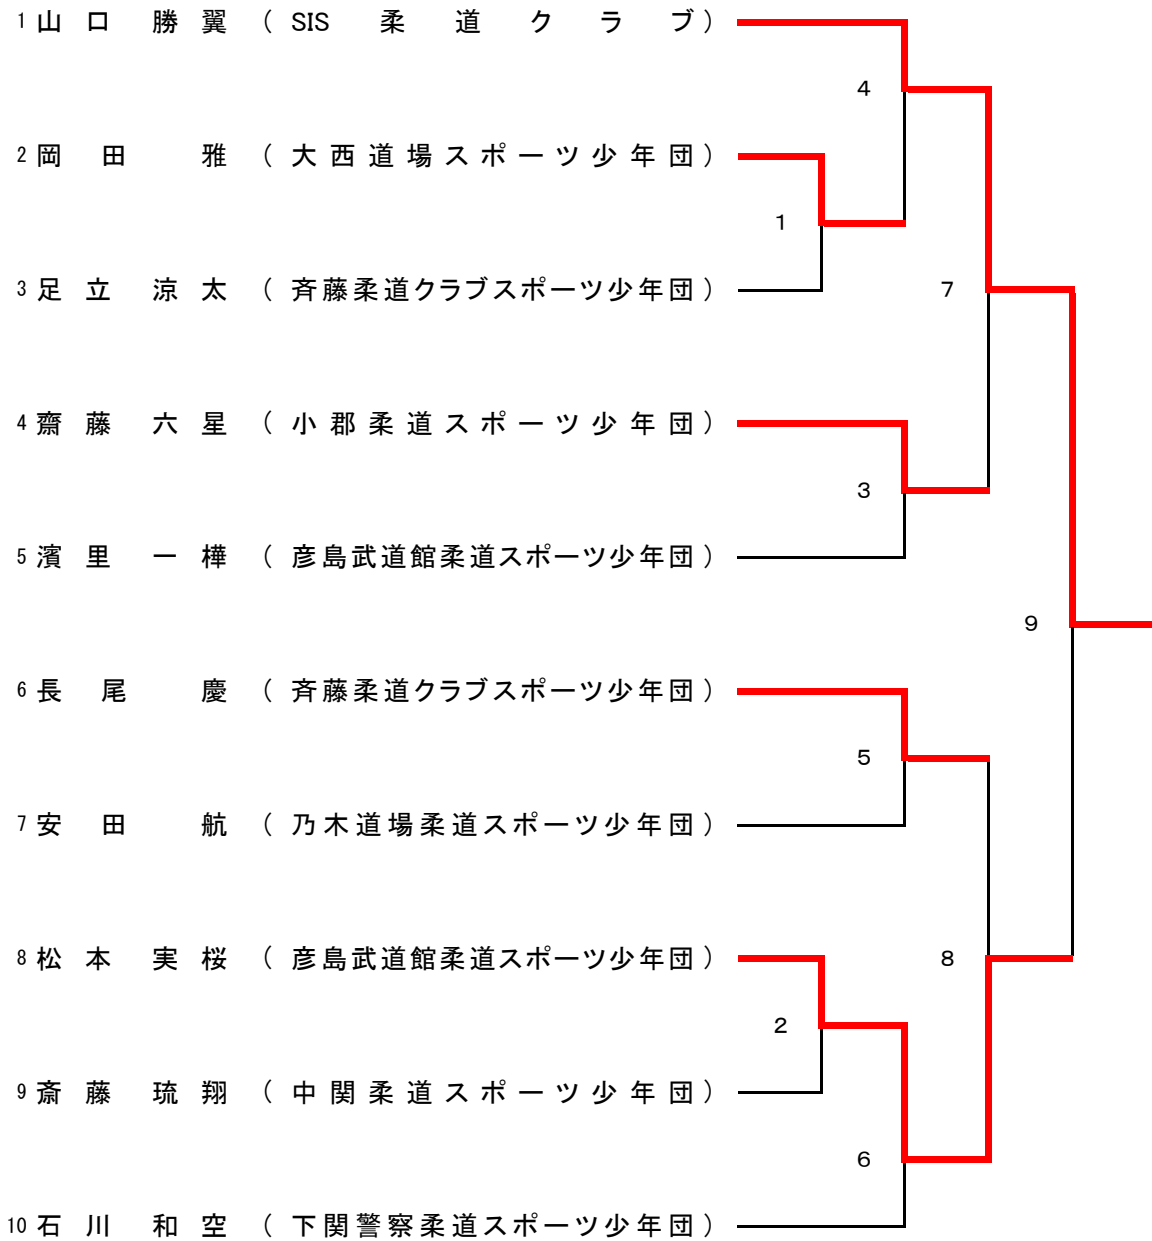 1 山口 勝翼 （ SIS 柔道クラブ ）
4
2 岡田 雅 （ 大西道場スポーツ少年団 ）
1
3 足立 涼太 （ 斉藤柔道クラブスポーツ少年団 ）
7
4 齋藤 六星 （ 小郡柔道スポーツ少年団 ）
3
5 濱里 一樺 （ 彦島武道館柔道スポーツ少年団 ）
9
6 長尾 慶 （ 斉藤柔道クラブスポーツ少年団 ）
5
7 安田 航 （ 乃木道場柔道スポーツ少年団 ）
8 松本 実桜 （ 彦島武道館柔道スポーツ少年団 ）
8
2
9 斎藤 琉翔 （ 中関柔道スポーツ少年団 ）
6
10 石川 和空 （ 下関警察柔道スポーツ少年団 ）